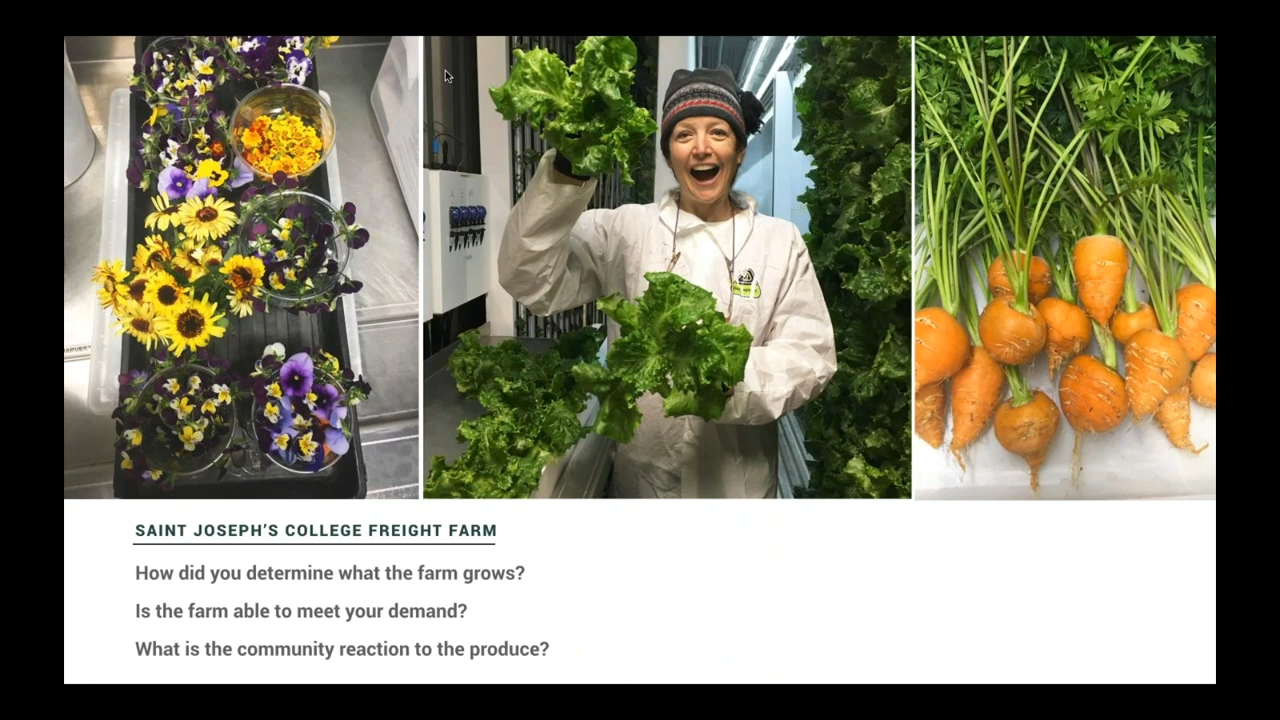 SAINT JOSEPH'S COLLEGE FREIGHT FARM
How did you determine what the farm grows?
Is the farm able to meet your demand?
What is the community reaction to the produce?